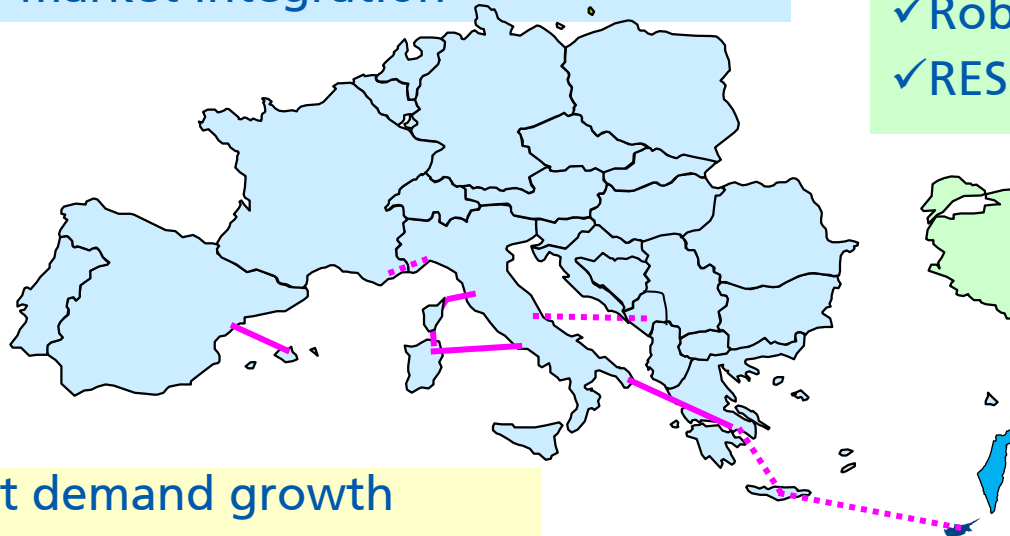 market integration
✓Rob
✓RES
t demand growth